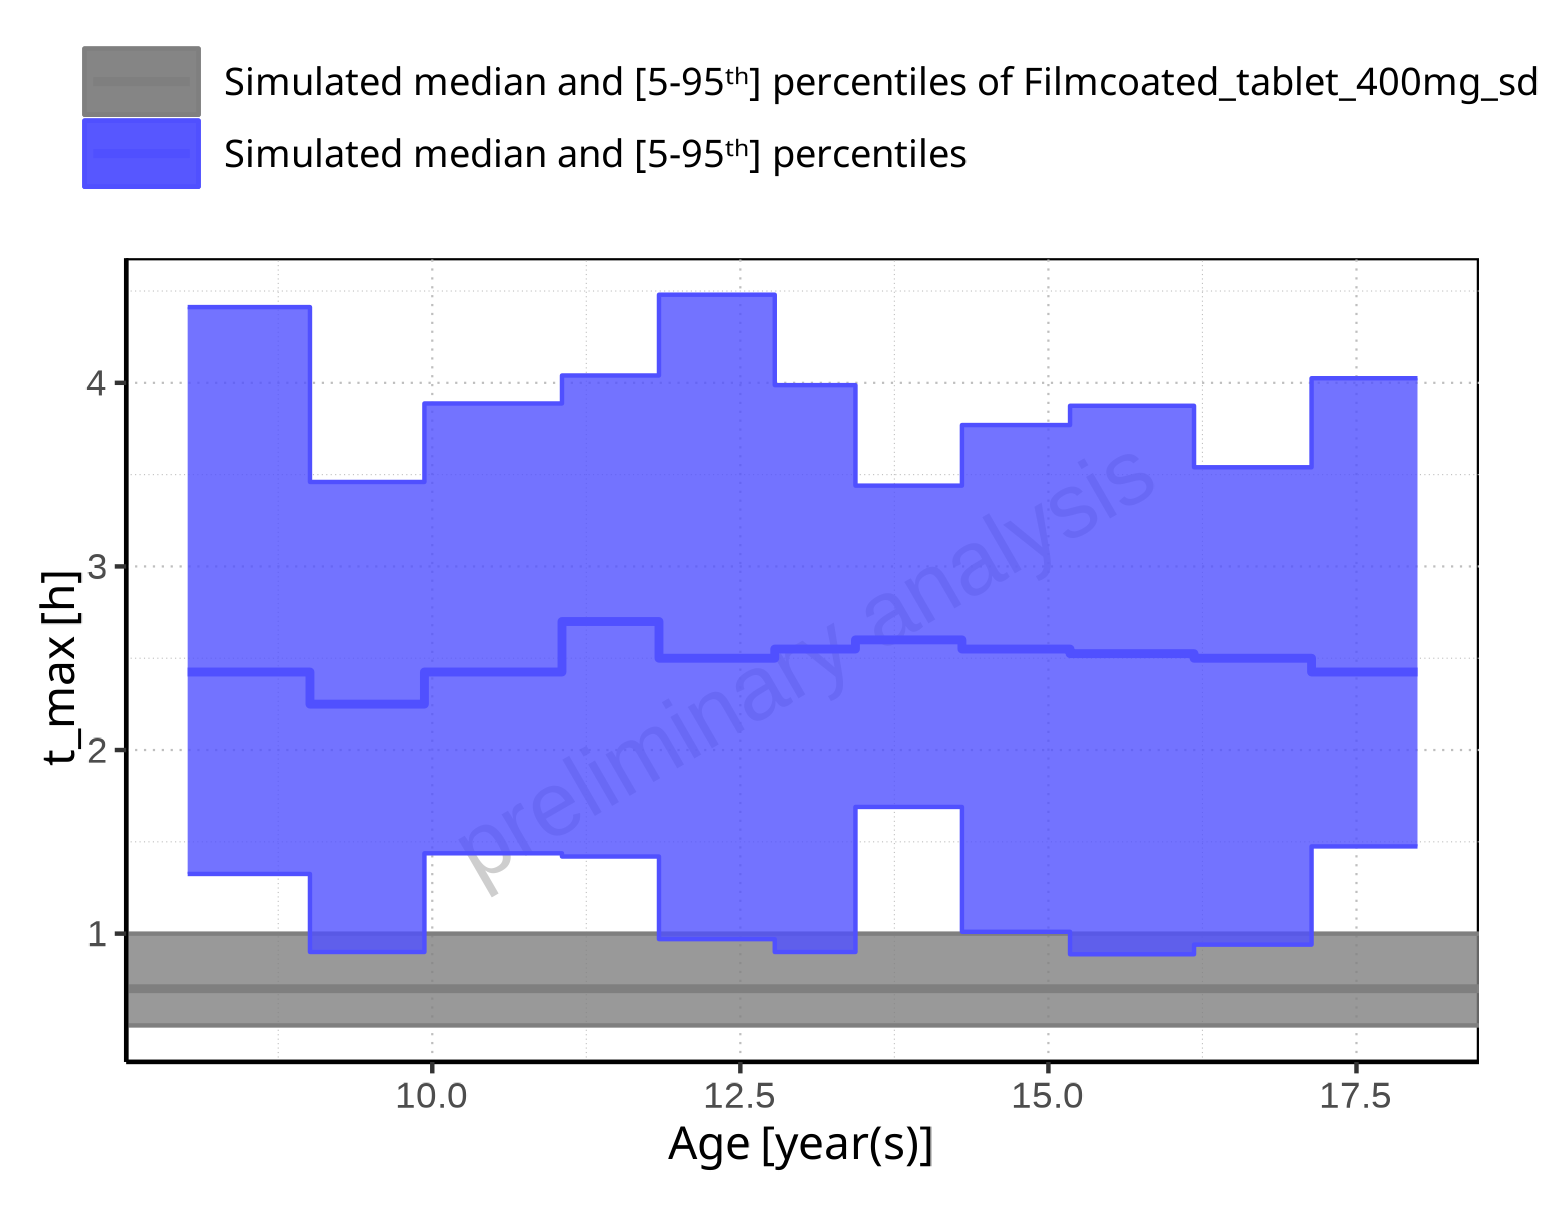 Simulated median and [5-95ᵗʰ] percentiles of Filmcoated_tablet_400mg_sd
Simulated median and [5-95ᵗʰ] percentiles
4
3
2
1
t_max [h]
preliminary analysis
10.0 12.5 15.0 17.5
Age [year(s)]